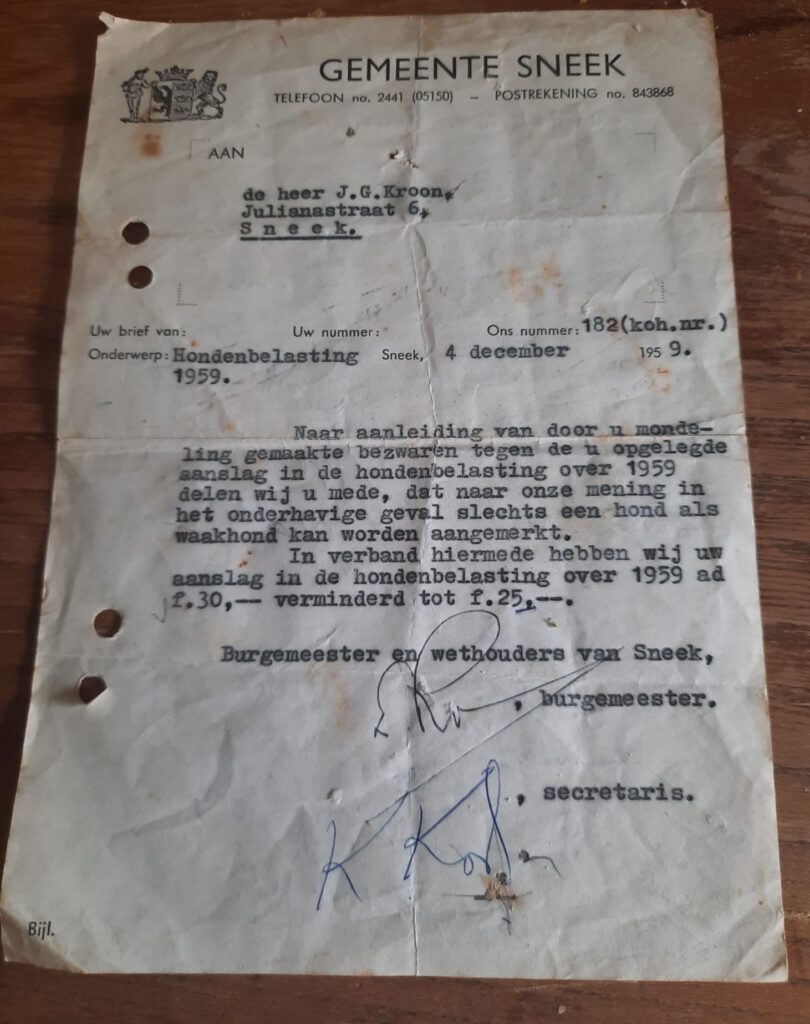 GEMEENTE SNEEK
TELEFOON no. 2441 (05150) – POSTREKENING no. 843868
AAN
de heer J.G.Kroon,
Julianastraat 6,
S n e e k.
Uw brief van: Uw nummer: Ons nummer: 182(koh.nr.)
Onderwerp: Hondenbelasting Sneek, 4 december 1959.
1959.
Naar aanleiding van door u monde-
ling gemaakte bezwaren tegen de u opgelegde
aanslag in de hondenbelasting over 1959
delen wij u mede, dat naar onze mening in
het onderhavige geval slechts een hond als
waakhond kan worden aangemerkt.
In verband hiermede hebben wij uw
aanslag in de hondenbelasting over 1959 ad
f.30,-- verminderd tot f.25,--.
Burgemeester en wethouders van Sneek,
, burgemeester.
, secretaris.
Bijl.